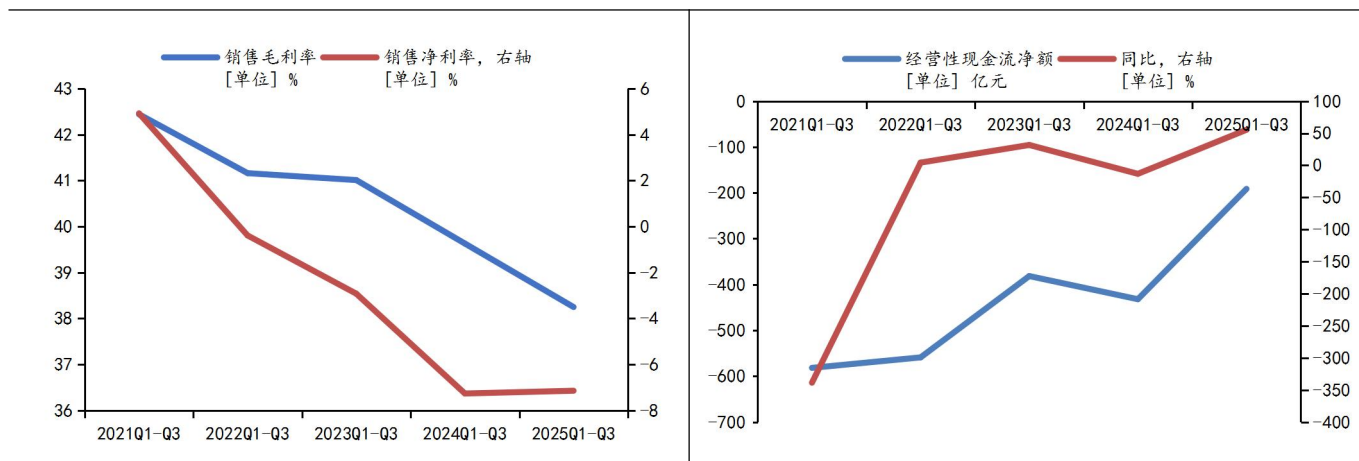 销售毛利率
[单位] %
销售净利率，右轴
[单位] %
43
42
41
40
39
38
37
36
6
4
2
0
-2
-4
-6
-8
2021Q1-Q3
2022Q1-Q3
2023Q1-Q3
2024Q1-Q3
2025Q1-Q3
经营性现金流净额
[单位] 亿元
同比，右轴
[单位] %
0
-100
-200
-300
-400
-500
-600
-700
100
50
0
-50
-100
-150
-200
-250
-300
-350
-400
2021Q1-Q3
2022Q1-Q3
2023Q1-Q3
2024Q1-Q3
2025Q1-Q3